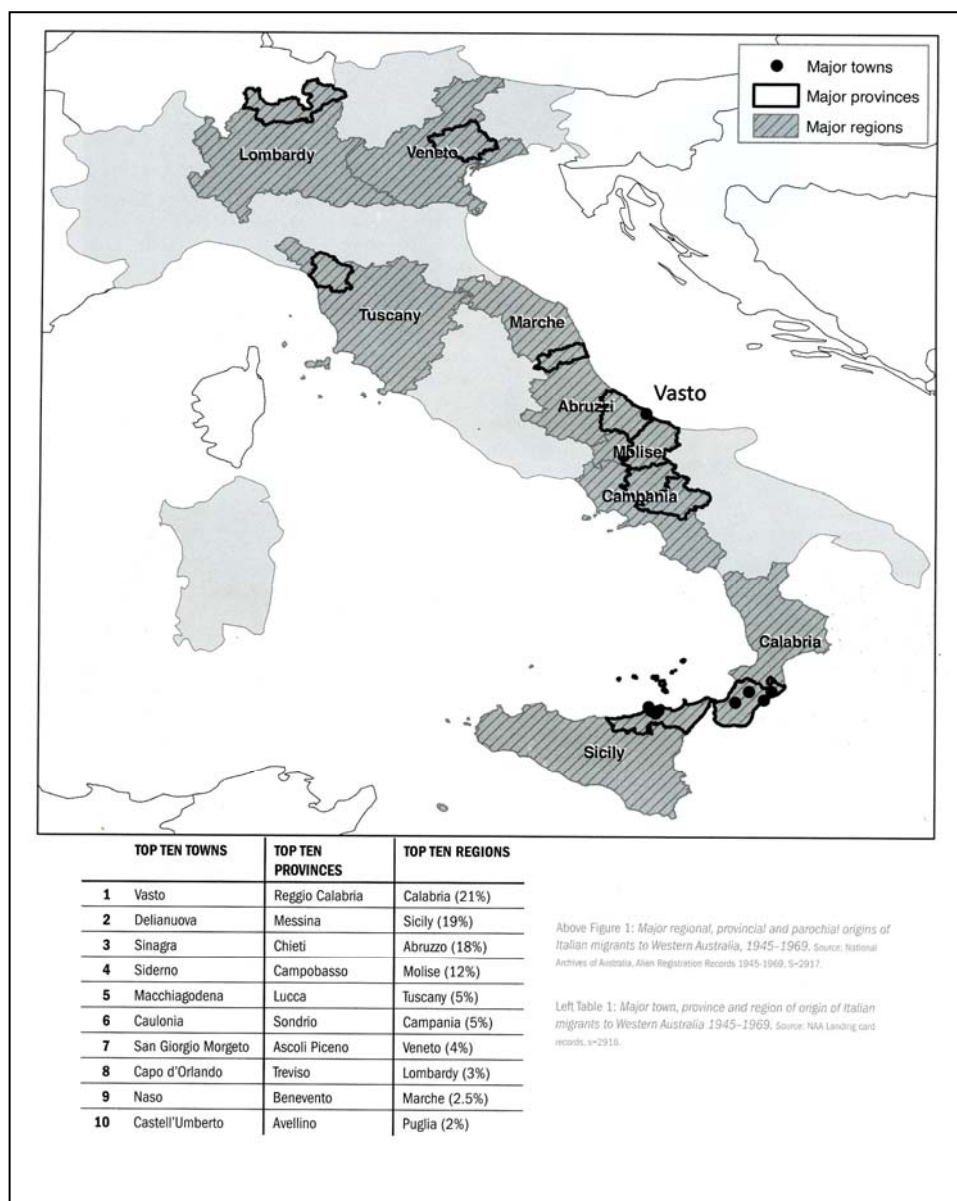 Major towns
Major provinces
Major regions
Lombardy
Veneto
Tuscany
Marche
Vasto
Abruzzi
Molise
Campania
Calabria
Sicily
TOP TEN TOWNS TOP TEN PROVINCES TOP TEN REGIONS
1 Vasto Reggio Calabria Calabria (21%)
2 Delianuova Messina Sicily (19%)
3 Sinagra Chieti Abruzzo (18%)
4 Siderno Campobasso Molise (12%)
5 Macchiagodena Lucca Tuscany (5%)
6 Caulonia Sondrio Campania (5%)
7 San Giorgio Morgeto Ascoli Piceno Veneto (4%)
8 Capo d'Orlando Treviso Lombardy (3%)
9 Naso Benevento Marche (2.5%)
10 Castell'Umberto Avellino Puglia (2%)
Above Figure 1: Major regional, provincial and parochial origins of
Italian migrants to Western Australia, 1945–1969. Source: National
Archives of Australia, Alien Registration Records 1945-1969, S=2917.
Left Table 1: Major town, province and region of origin of Italian
migrants to Western Australia 1945–1969. Source: NAA Landing card
records, s=2916.